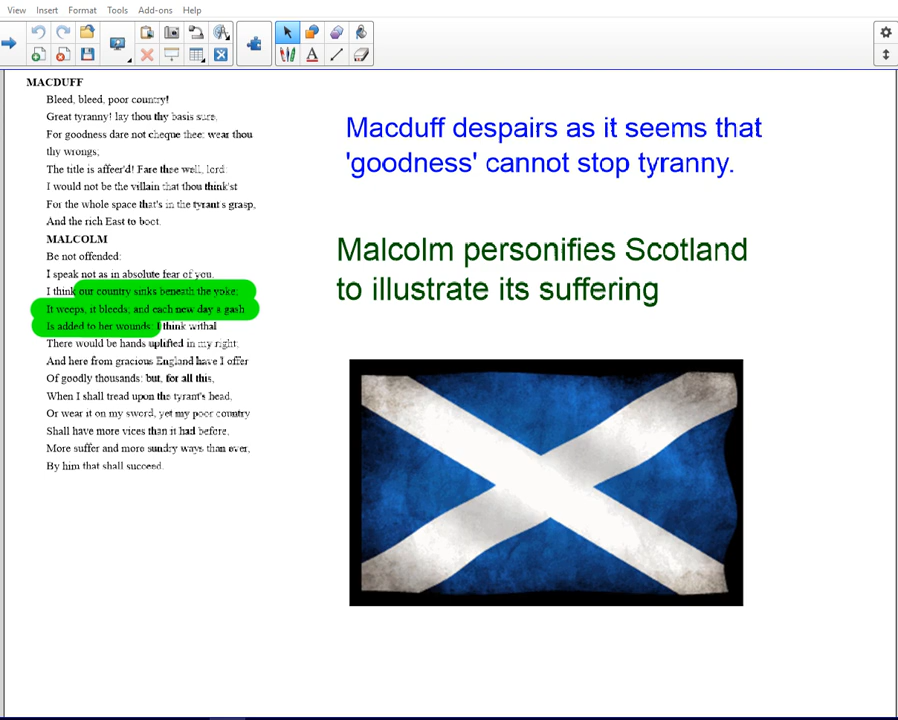 View Insert Format Tools Add-ons Help
MACDUFF
Bleed, bleed, poor country!
Great tyranny! lay thou thy basis sure,
For goodness dare not cheque thee: wear thou
thy wrongs;
The title is affeer'd! Fare thee well, lord:
I would not be the villain that thou think'st
For the whole space that's in the tyrant's grasp,
And the rich East to boot.
MALCOLM
Be not offended:
I speak not as in absolute fear of you.
I think our country sinks beneath the yoke;
It weeps, it bleeds; and each new day a gash
Is added to her wounds: I think withal
There would be hands uplifted in my right;
And here from gracious England have I offer
Of goodly thousands: but, for all this,
When I shall tread upon the tyrant's head,
Or wear it on my sword, yet my poor country
Shall have more vices than it had before,
More suffer and more sundry ways than ever,
By him that shall succeed.
Macduff despairs as it seems that
'goodness' cannot stop tyranny.
Malcolm personifies Scotland
to illustrate its suffering